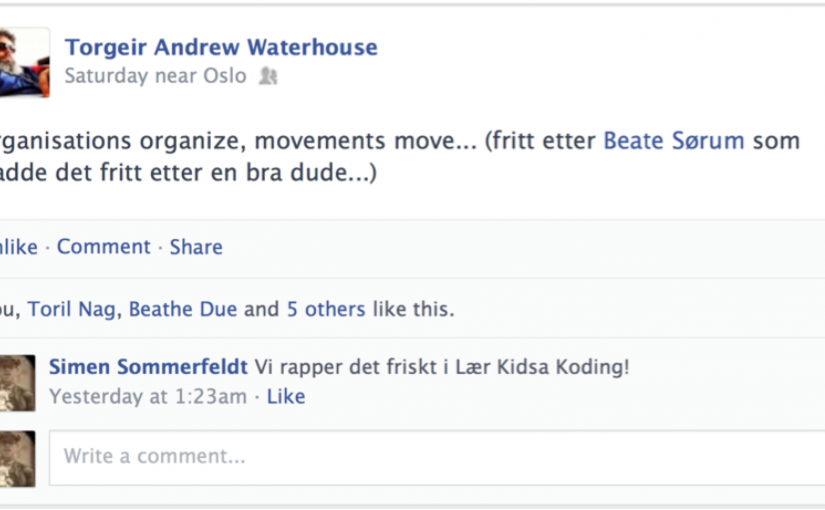 Torgeir Andrew Waterhouse
Saturday near Oslo
rganisations organize, movements move... (fritt etter Beate Sørum som
adde det fritt etter en bra dude...)
nlike · Comment · Share
ou, Toril Nag, Beathe Due and 5 others like this.
Simen Sommerfeldt Vi rapper det friskt i Lær Kidsa Koding!
Yesterday at 1:23am · Like
Write a comment...